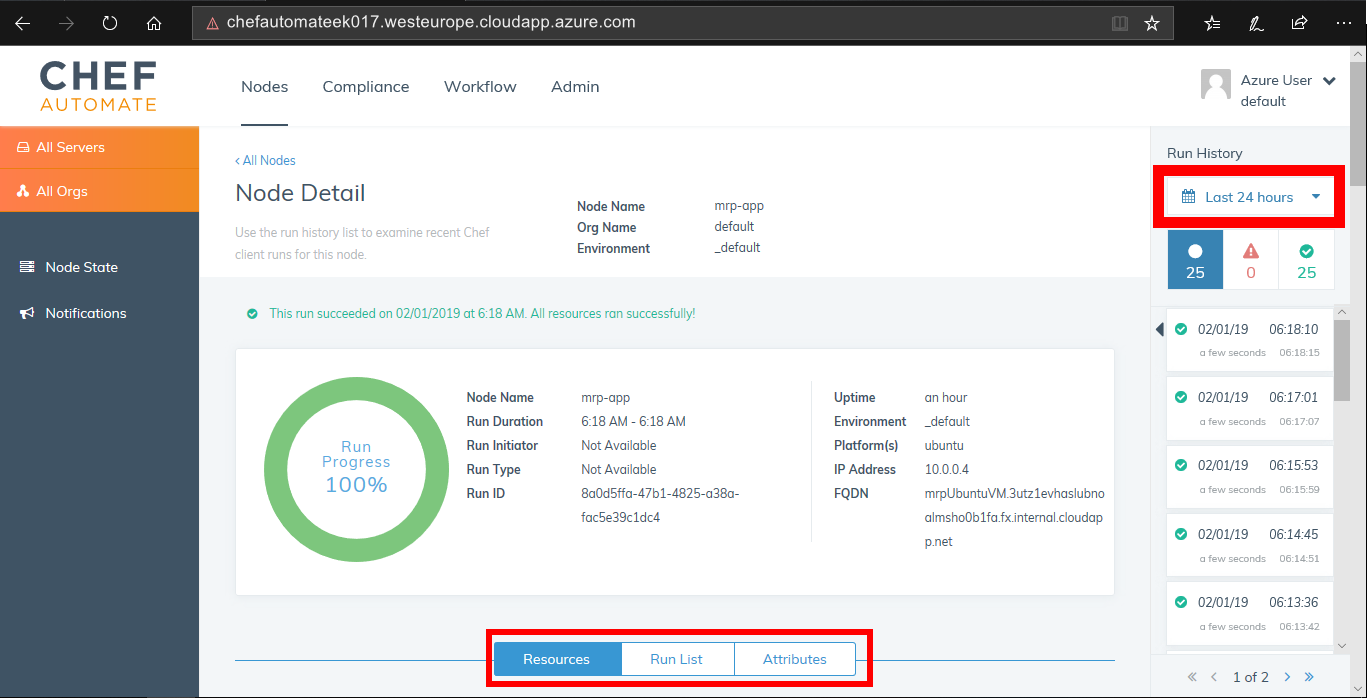 chefautomateek017.westeurope.cloudapp.azure.com
CHEF
AUTOMATE
Nodes
Compliance
Workflow
Admin
Azure User
default
All Servers
All Orgs
Node State
Notifications
‹ All Nodes
Node Detail
Use the run history list to examine recent Chef
client runs for this node.
Node Name mrp-app
Org Name default
Environment _default
This run succeeded on 02/01/2019 at 6:18 AM. All resources ran successfully!
Run
Progress
100%
Node Name mrp-app
Run Duration 6:18 AM - 6:18 AM
Run Initiator Not Available
Run Type Not Available
Run ID 8a0d5ffa-47b1-4825-a38a-
fac5e39c1dc4
Uptime an hour
Environment _default
Platform(s) ubuntu
IP Address 10.0.0.4
FQDN mrpUbuntuVM.3utz1evhaslubno
almsho0b1fa.fx.internal.cloudap
p.net
Resources
Run List
Attributes
Run History
Last 24 hours
25 0 25
02/01/19 06:18:10
a few seconds 06:18:15
02/01/19 06:17:01
a few seconds 06:17:07
02/01/19 06:15:53
a few seconds 06:15:59
02/01/19 06:14:45
a few seconds 06:14:51
02/01/19 06:13:36
a few seconds 06:13:42
« ‹ 1 of 2 › »